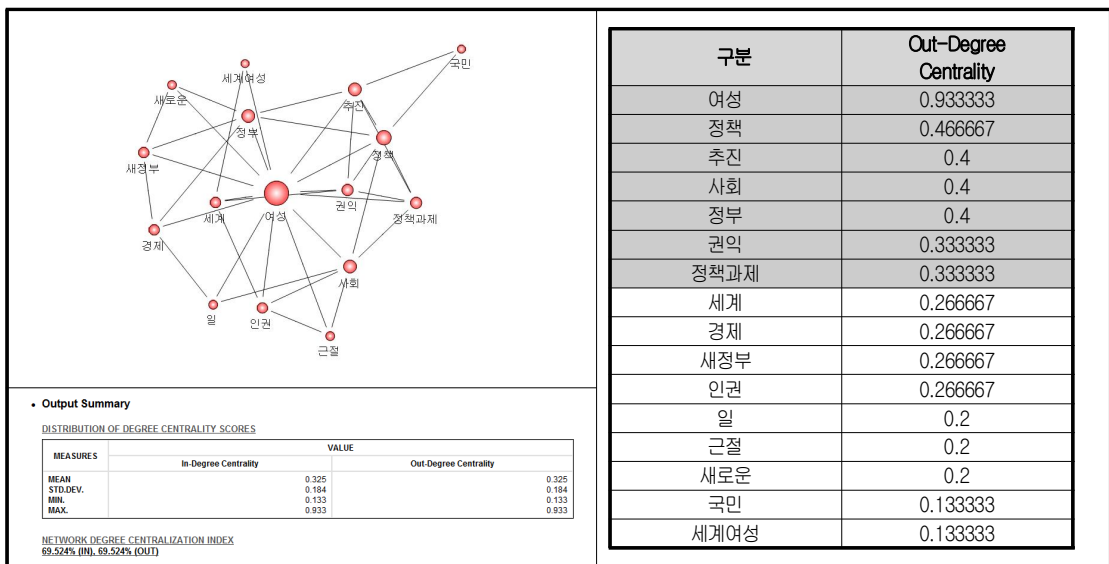 국민
세계여성
새로운
추진
정부
정책
새정부
여성
권익
세계
정책과제
경제
사회
일
인권
근절
• Output Summary
DISTRIBUTION OF DEGREE CENTRALITY SCORES
MEASURES VALUE
In-Degree Centrality Out-Degree Centrality
MEAN 0.325 0.325
STD.DEV. 0.184 0.184
MIN. 0.133 0.133
MAX. 0.933 0.933
NETWORK DEGREE CENTRALIZATION INDEX
69.524% (IN), 69.524% (OUT)
구분 Out-Degree
Centrality
여성 0.933333
정책 0.466667
추진 0.4
사회 0.4
정부 0.4
권익 0.333333
정책과제 0.333333
세계 0.266667
경제 0.266667
새정부 0.266667
인권 0.266667
일 0.2
근절 0.2
새로운 0.2
국민 0.133333
세계여성 0.133333